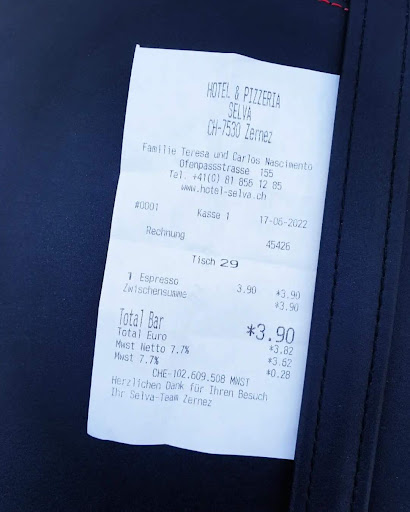 HOTEL & PIZZERIA
SELVA
CH-7530 Zernez
Familie Teresa und Carlos Nascimento
Ofenpassstrasse 155
Tel. +41(0) 81 856 12 85
www.hotel-selva.ch
#0001 Kasse 1 17-06-2022
Rechnung 45426
Tisch 29
1 Espresso 3.90 *3.90
Zwischensumme *3.90
Total Bar *3.90
Total Euro *3.82
Mwst Netto 7.7% *3.62
Mwst 7.7% *0.28
CHE-102.609.508 MWST
Herzlichen Dank für Ihren Besuch
Ihr Selva-Team Zernez